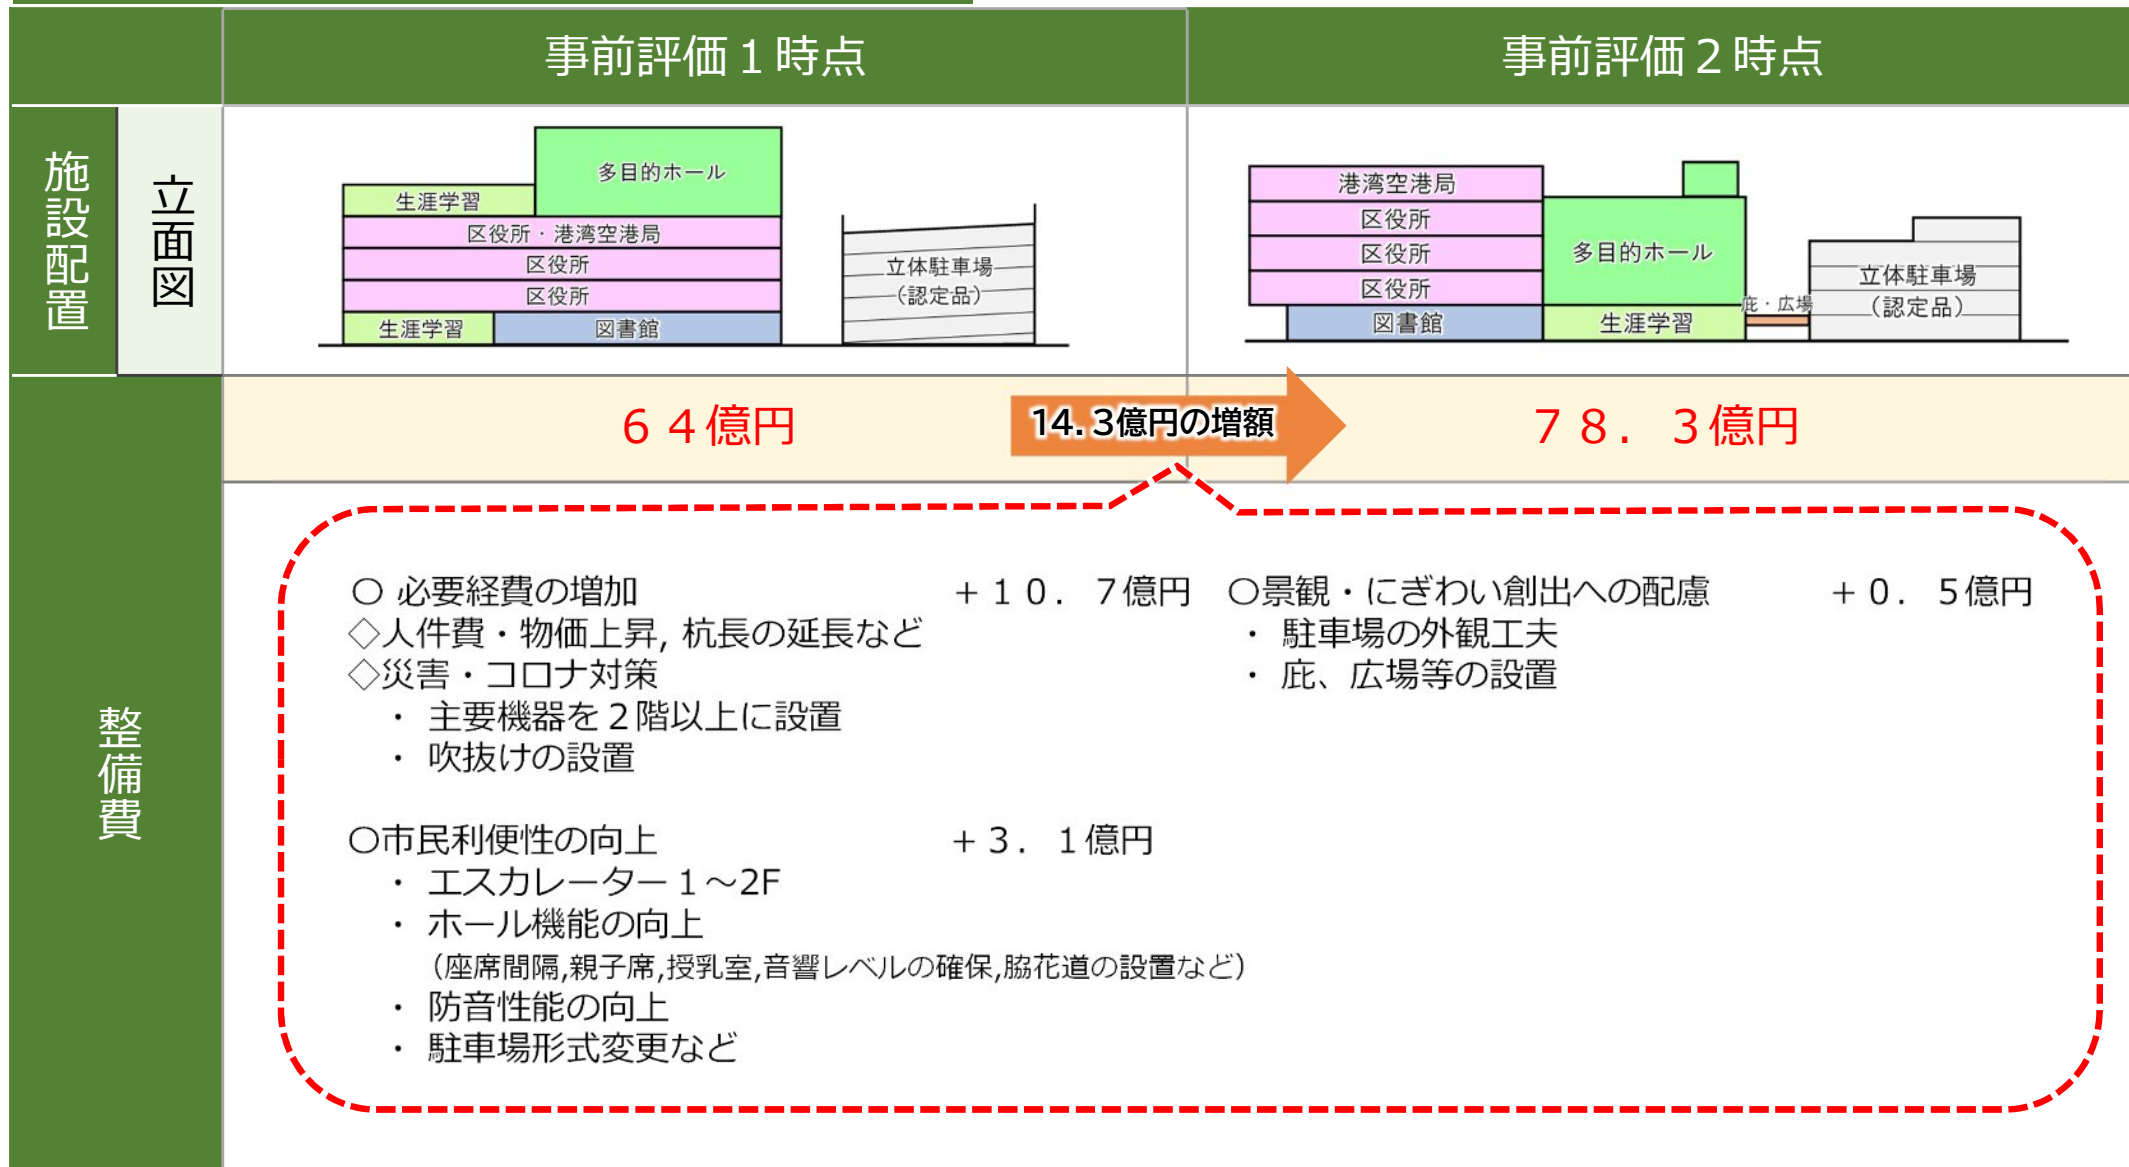 事前評価１時点
事前評価２時点
施設配置
立面図
多目的ホール
生涯学習
区役所・港湾空港局
区役所
区役所
生涯学習
図書館
立体駐車場
（認定品）
港湾空港局
区役所
区役所
区役所
図書館
多目的ホール
生涯学習
庇・広場
立体駐車場
（認定品）
６４億円
14.3億円の増額
７８．３億円
整備費
○ 必要経費の増加　＋１０．７億円
◇人件費・物価上昇, 杭長の延長など
◇災害・コロナ対策
・ 主要機器を２階以上に設置
・ 吹抜けの設置
○市民利便性の向上　＋３．１億円
・ エスカレーター１～2F
・ ホール機能の向上
（座席間隔,親子席,授乳室,音響レベルの確保,脇花道の設置など）
・ 防音性能の向上
・ 駐車場形式変更など
○景観・にぎわい創出への配慮　＋０．５億円
・ 駐車場の外観工夫
・ 庇、広場等の設置